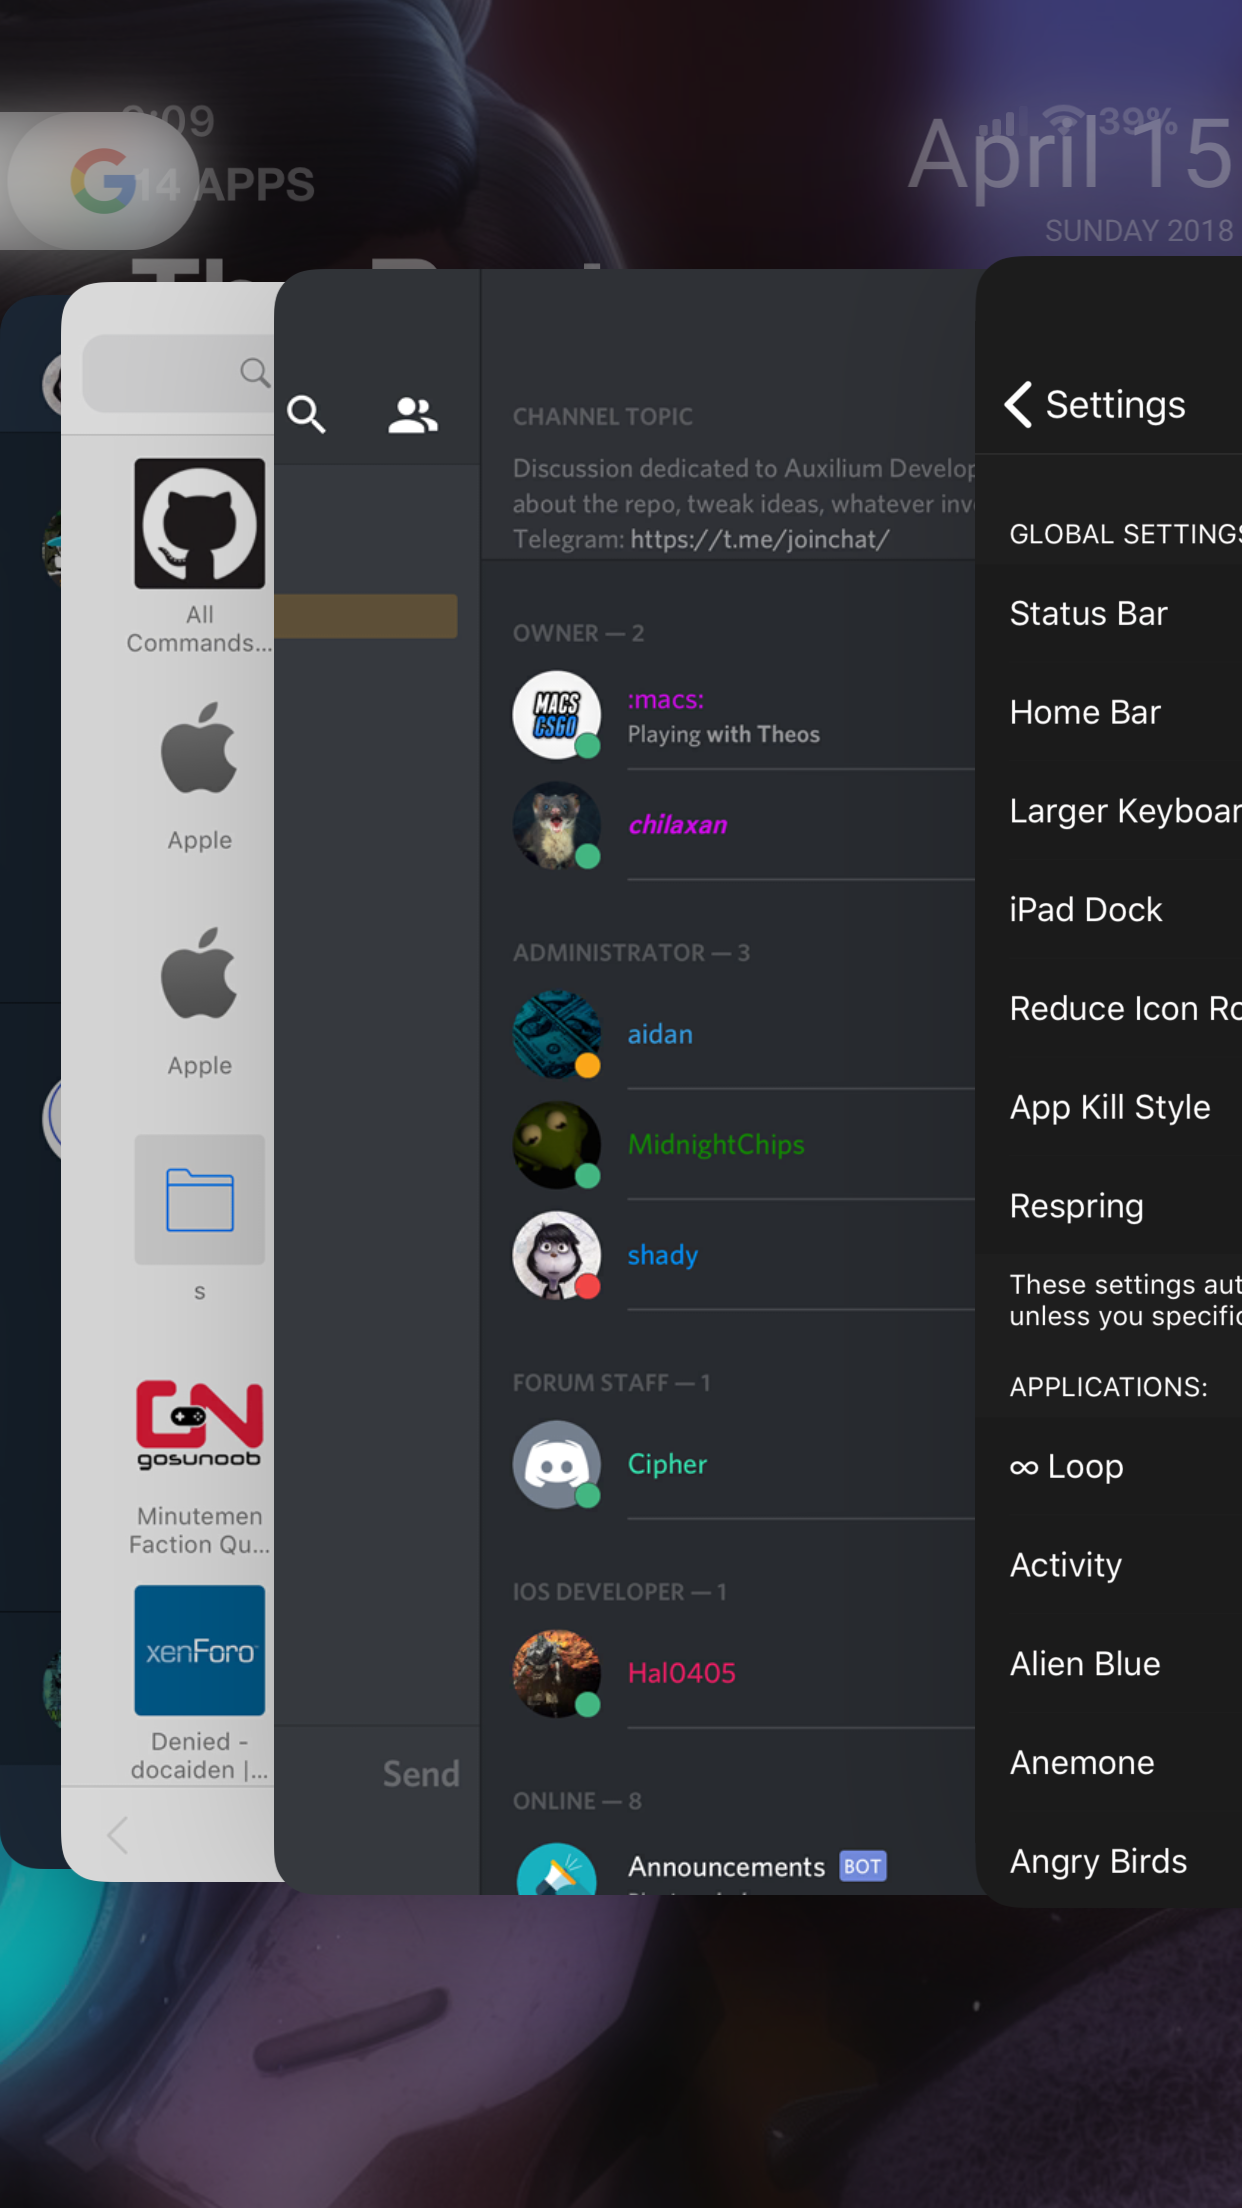 9:09
39%
April 15
SUNDAY 2018
14 APPS
Settings
CHANNEL TOPIC
Discussion dedicated to Auxilium Develop
about the repo, tweak ideas, whatever inv
Telegram: https://t.me/joinchat/
GLOBAL SETTINGS
Status Bar
Home Bar
Larger Keyboar
iPad Dock
Reduce Icon Ro
App Kill Style
Respring
These settings aut
unless you specific
APPLICATIONS:
∞ Loop
Activity
Alien Blue
Anemone
Angry Birds
OWNER — 2
MACS
CSGO
:macs:
Playing with Theos
chilaxan
ADMINISTRATOR — 3
aidan
MidnightChips
shady
FORUM STAFF — 1
Cipher
IOS DEVELOPER — 1
Hal0405
ONLINE — 8
Announcements BOT
Send
All
Commands...
Apple
Apple
s
GN
gosunoob
Minutemen
Faction Qu...
xenForo
Denied -
docaiden |...